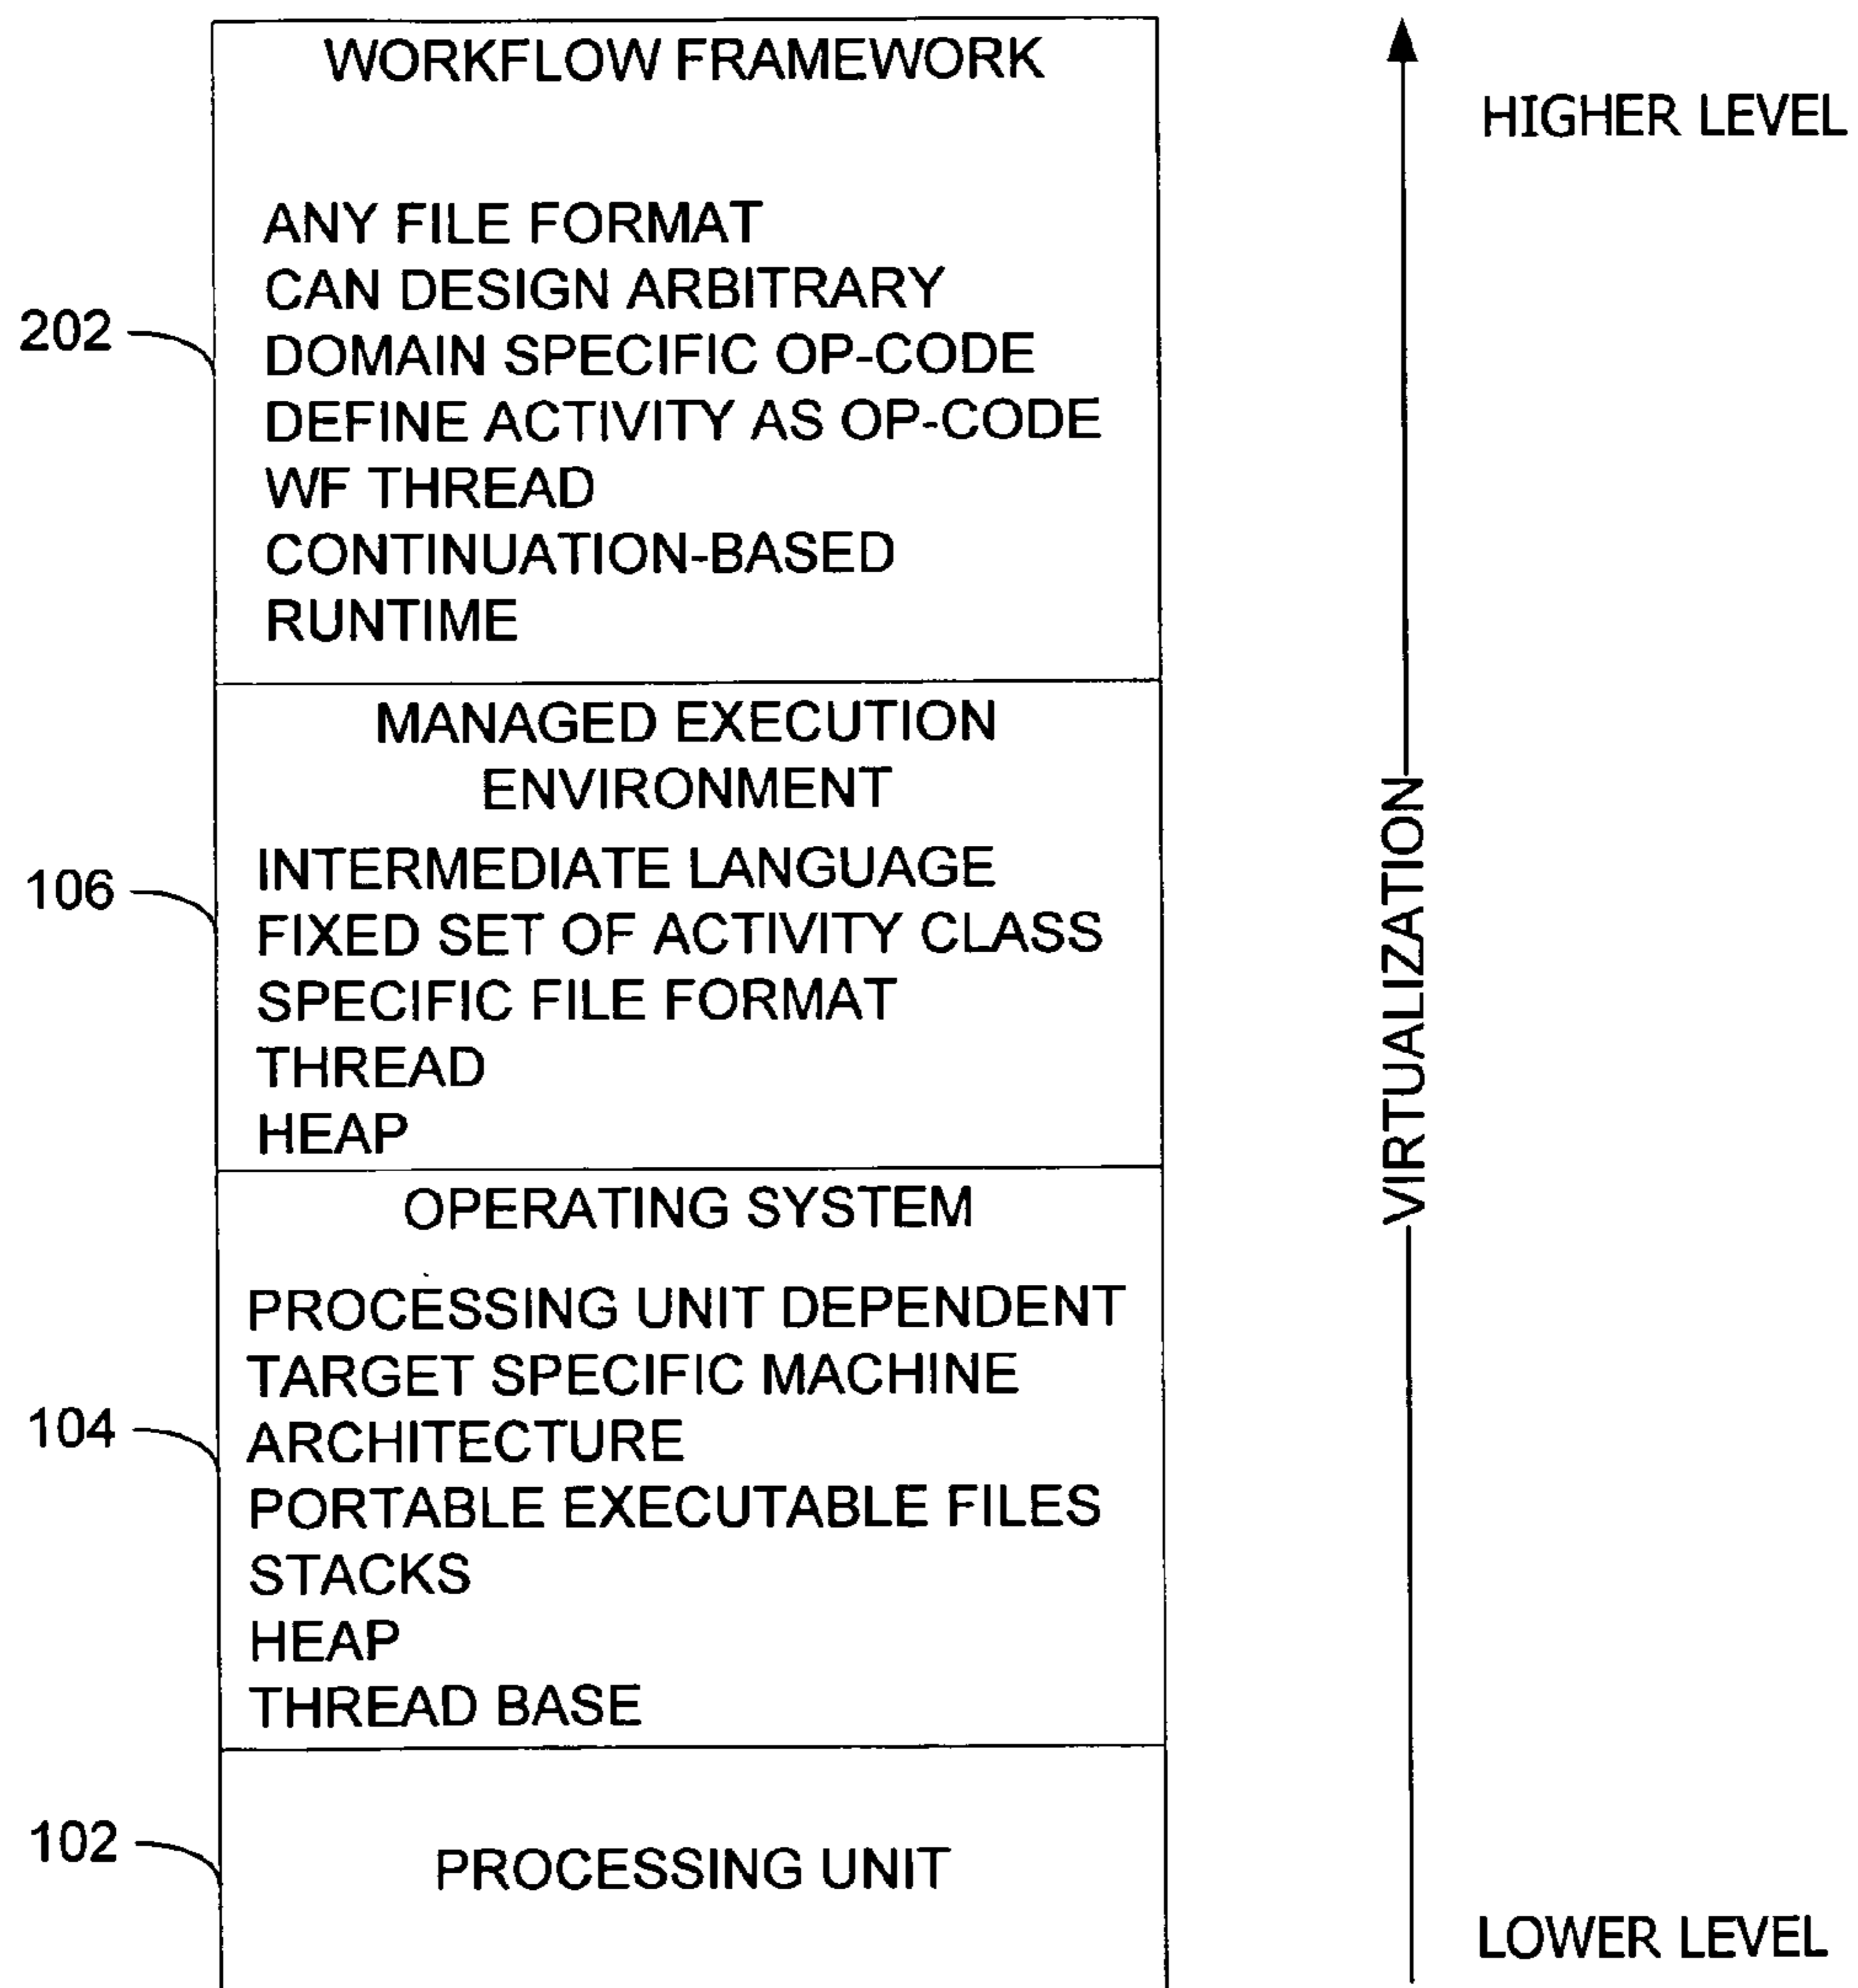 WORKFLOW FRAMEWORK
HIGHER LEVEL
ANY FILE FORMAT
CAN DESIGN ARBITRARY
DOMAIN SPECIFIC OP-CODE
DEFINE ACTIVITY AS OP-CODE
WF THREAD
CONTINUATION-BASED
RUNTIME
202
MANAGED EXECUTION
ENVIRONMENT
INTERMEDIATE LANGUAGE
FIXED SET OF ACTIVITY CLASS
SPECIFIC FILE FORMAT
THREAD
HEAP
106
VIRTUALIZATION
OPERATING SYSTEM
PROCESSING UNIT DEPENDENT
TARGET SPECIFIC MACHINE
ARCHITECTURE
PORTABLE EXECUTABLE FILES
STACKS
HEAP
THREAD BASE
104
102
PROCESSING UNIT
LOWER LEVEL